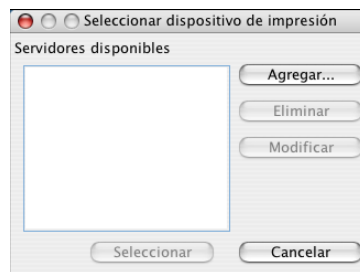 Seleccionar dispositivo de impresión
Servidores disponibles
Agregar...
Eliminar
Modificar
Seleccionar
Cancelar